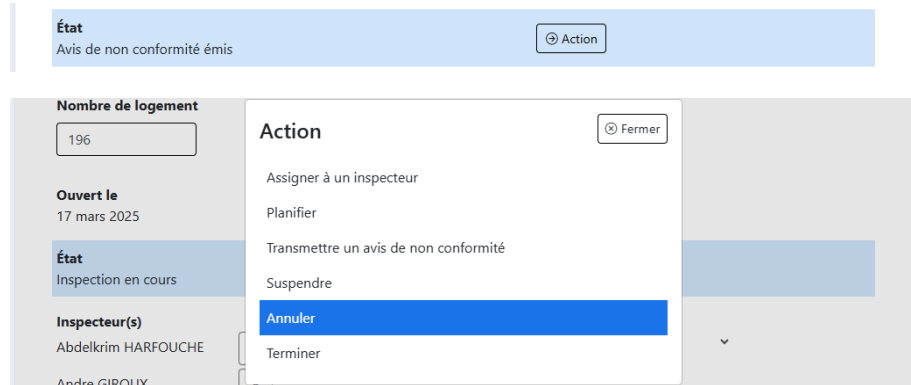 État
Avis de non conformité émis
Action
Nombre de logement
196
Action
Fermer
Assigner à un inspecteur
Ouvert le
17 mars 2025
Planifier
Transmettre un avis de non conformité
État
Inspection en cours
Suspendre
Annuler
Inspecteur(s)
Abdelkrim HARFOUCHE
Terminer
Andre GIROUX